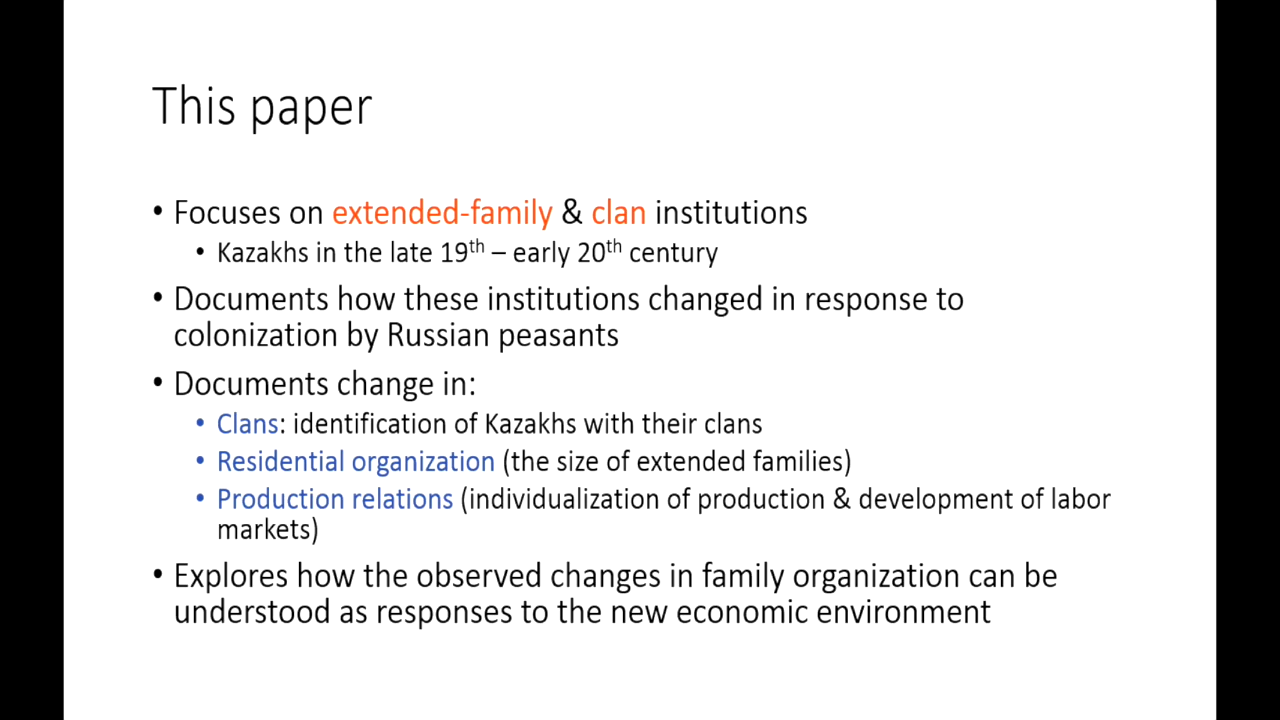 This paper
• Focuses on extended-family & clan institutions
• Kazakhs in the late 19th – early 20th century
• Documents how these institutions changed in response to
colonization by Russian peasants
• Documents change in:
• Clans: identification of Kazakhs with their clans
• Residential organization (the size of extended families)
• Production relations (individualization of production & development of labor
markets)
• Explores how the observed changes in family organization can be
understood as responses to the new economic environment